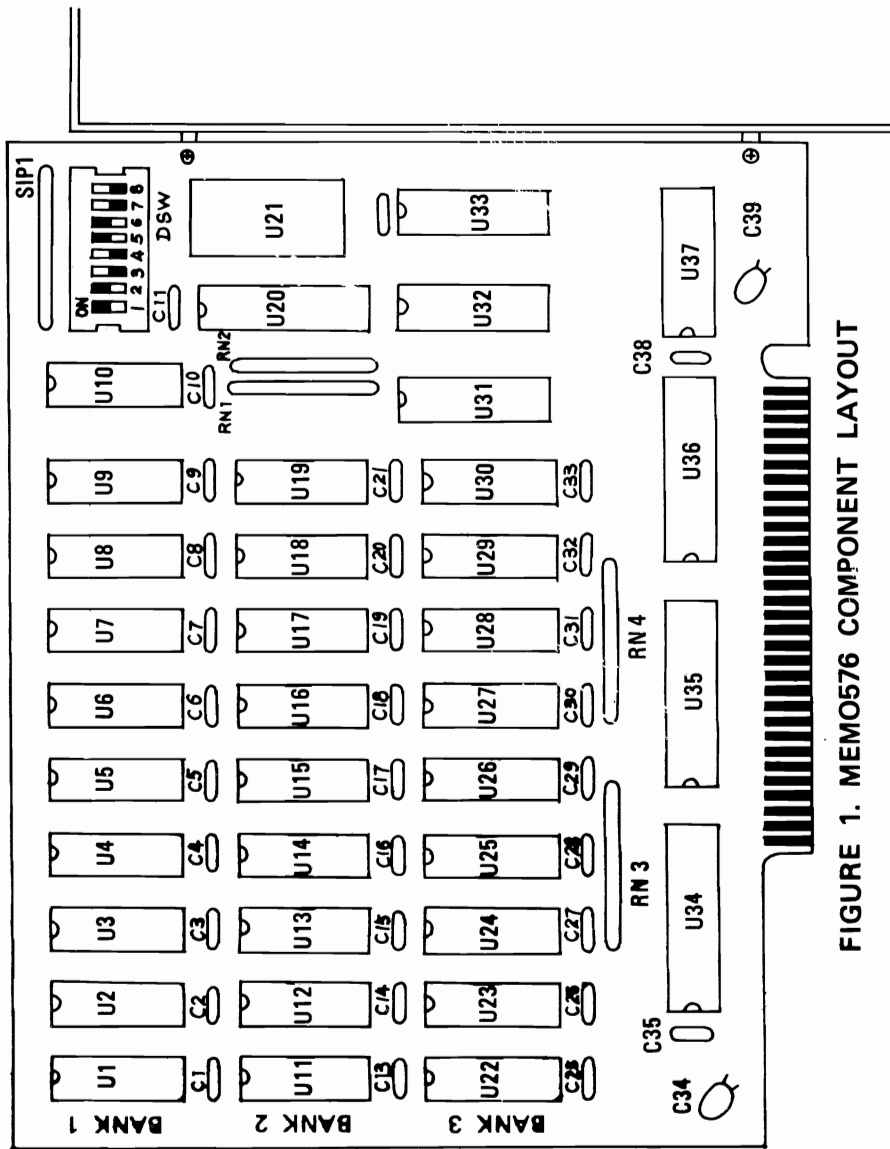 SIP1
ON
1 2 3 4 5 6 7 8
DSW
C11
U10
C10
RN1
RN2
U20
U21
U31
U32
U33
BANK 1
U1 U2 U3 U4 U5 U6 U7 U8 U9
C1 C2 C3 C4 C5 C6 C7 C8 C9
BANK 2
U11 U12 U13 U14 U15 U16 U17 U18 U19
C13 C14 C15 C16 C17 C18 C19 C20 C21
BANK 3
U22 U23 U24 U25 U26 U27 U28 U29 U30
C25 C26 C27 C28 C29 C30 C31 C32 C33
RN 3
RN 4
C34
C35
U34
U35
U36
C38
U37
C39
FIGURE 1. MEMO576 COMPONENT LAYOUT